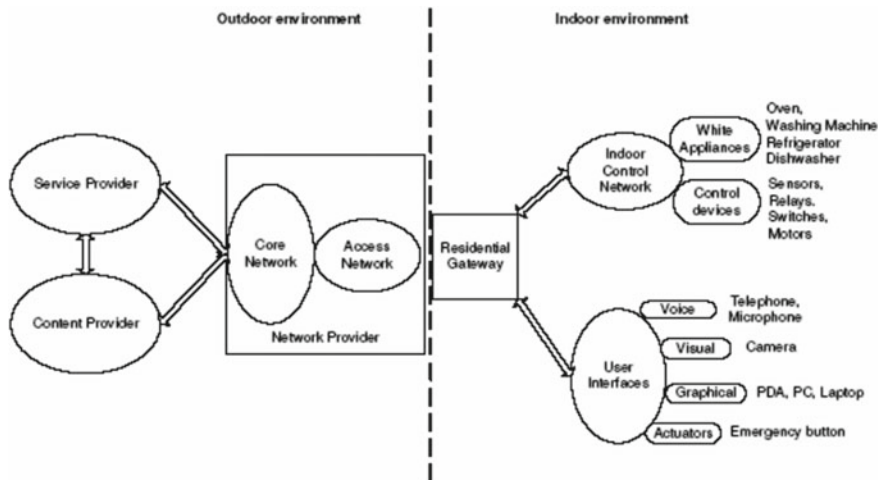 Outdoor environment
Indoor environment
Service Provider
Content Provider
Core
Network
Access
Network
Network Provider
Residential
Gateway
Indoor
Control
Network
White
Appliances
Oven,
Washing Machine
Refrigerator
Dishwasher
Control
devices
Sensors,
Relays,
Switches,
Motors
User
Interfaces
Voice
Telephone,
Microphone
Visual
Camera
Graphical
PDA, PC, Laptop
Actuators
Emergency button